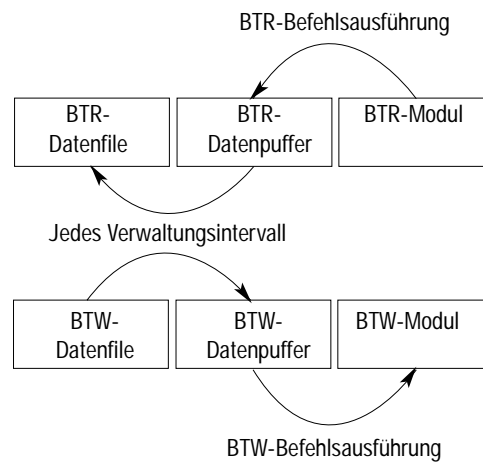 BTR-Befehlsausführung
BTR-
Datenfile
BTR-
Datenpuffer
BTR-Modul
Jedes Verwaltungsintervall
BTW-
Datenfile
BTW-
Datenpuffer
BTW-Modul
BTW-Befehlsausführung